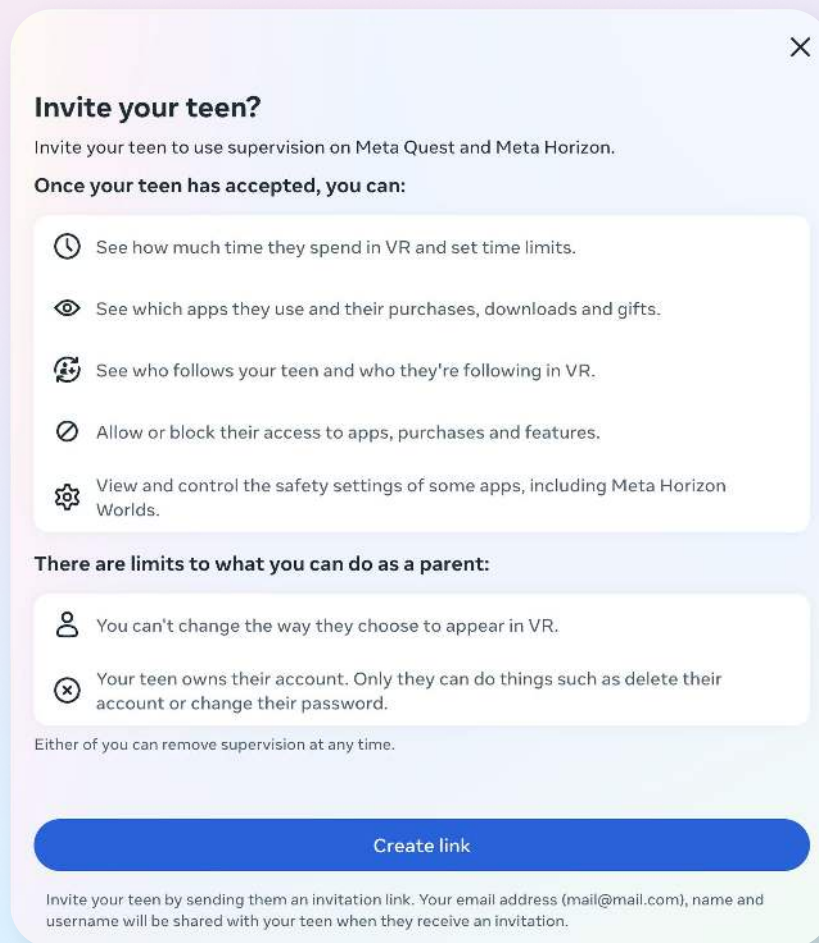 Invite your teen?
Invite your teen to use supervision on Meta Quest and Meta Horizon.
Once your teen has accepted, you can:
See how much time they spend in VR and set time limits.
See which apps they use and their purchases, downloads and gifts.
See who follows your teen and who they're following in VR.
Allow or block their access to apps, purchases and features.
View and control the safety settings of some apps, including Meta Horizon
Worlds.
There are limits to what you can do as a parent:
You can't change the way they choose to appear in VR.
Your teen owns their account. Only they can do things such as delete their
account or change their password.
Either of you can remove supervision at any time.
Create link
Invite your teen by sending them an invitation link. Your email address (mail@mail.com), name and
username will be shared with your teen when they receive an invitation.